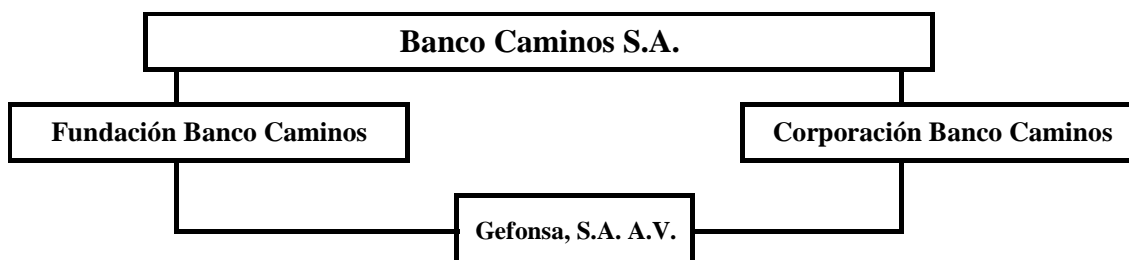 Banco Caminos S.A.
Fundación Banco Caminos
Corporación Banco Caminos
Gefonsa, S.A. A.V.